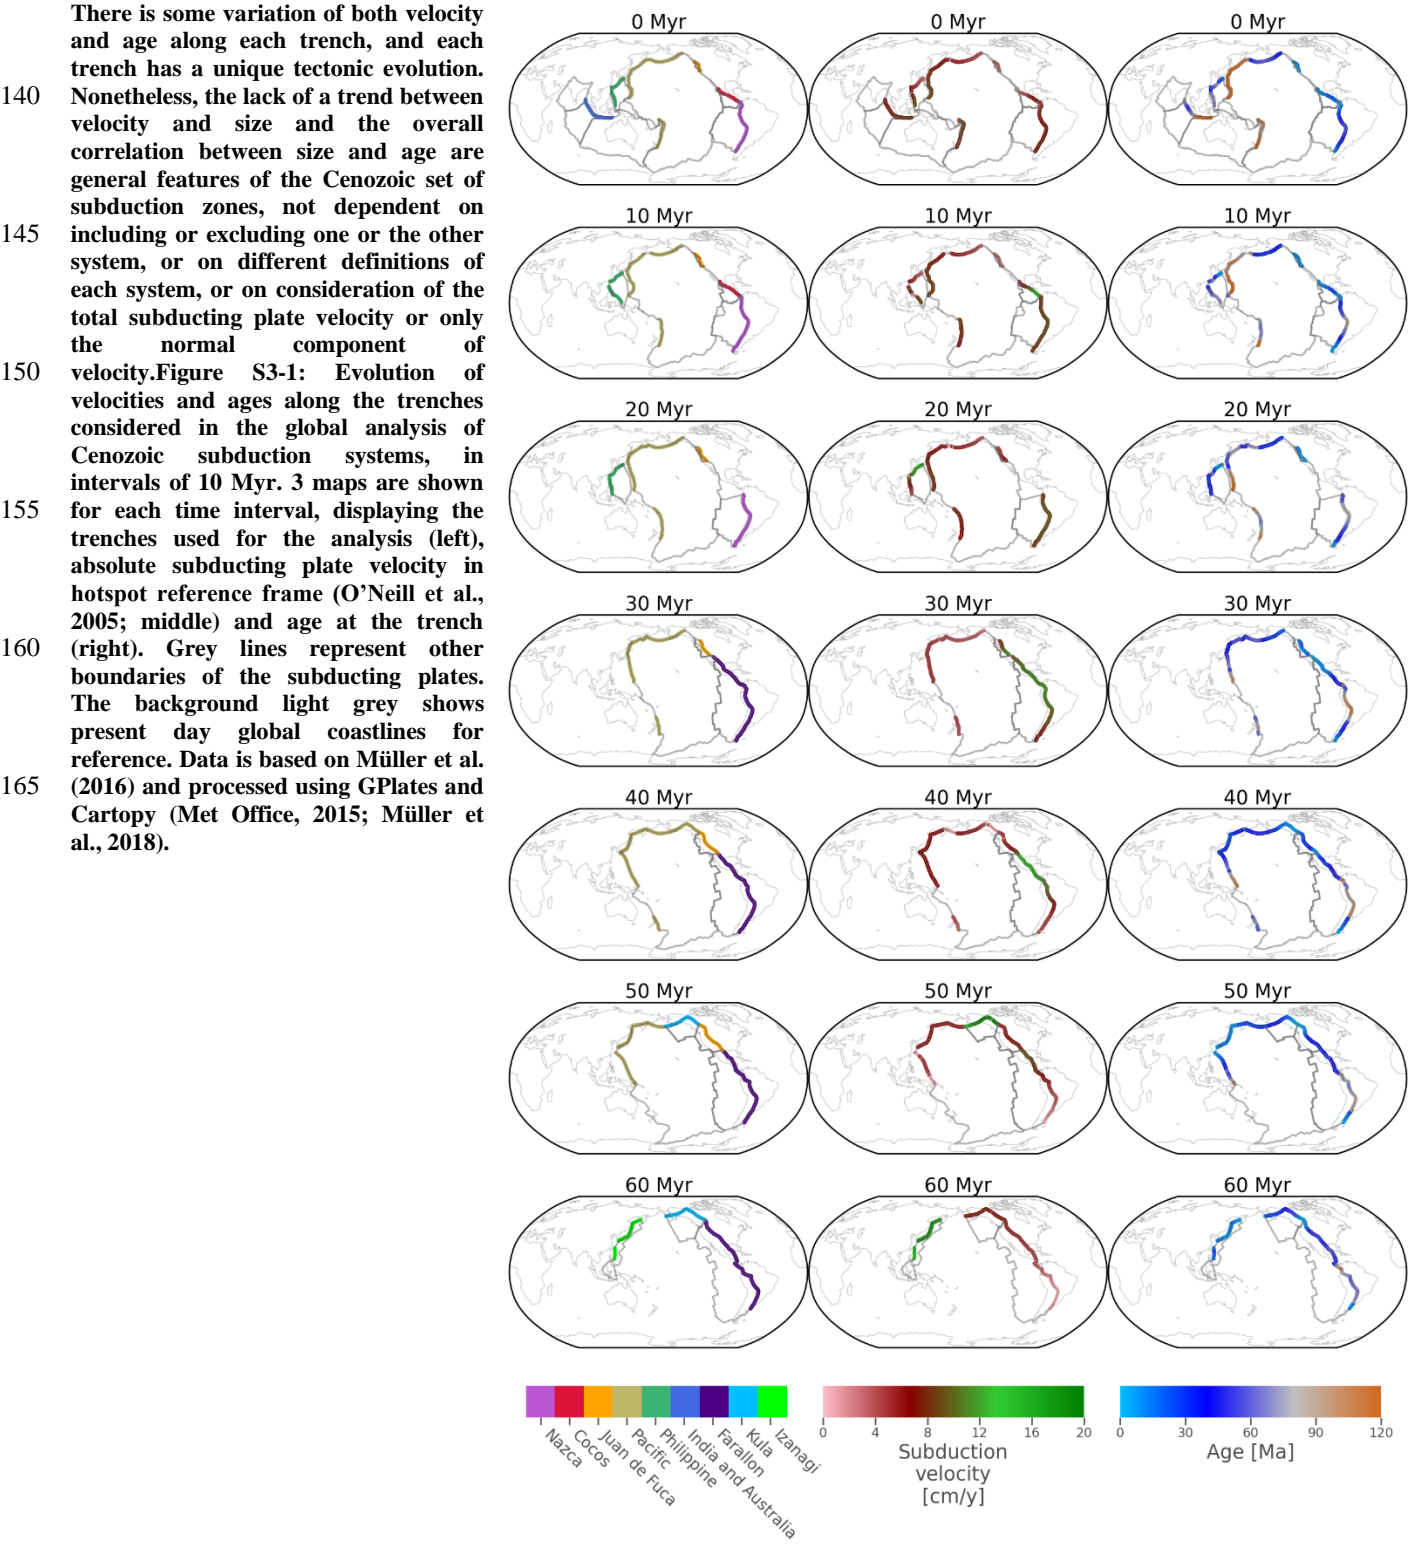 There is some variation of both velocity
and age along each trench, and each
trench has a unique tectonic evolution.
140 Nonetheless, the lack of a trend between
velocity and size and the overall
correlation between size and age are
general features of the Cenozoic set of
subduction zones, not dependent on
145 including or excluding one or the other
system, or on different definitions of
each system, or on consideration of the
total subducting plate velocity or only
the normal component of
150 velocity.Figure S3-1: Evolution of
velocities and ages along the trenches
considered in the global analysis of
Cenozoic subduction systems, in
intervals of 10 Myr. 3 maps are shown
155 for each time interval, displaying the
trenches used for the analysis (left),
absolute subducting plate velocity in
hotspot reference frame (O'Neill et al.,
2005; middle) and age at the trench
160 (right). Grey lines represent other
boundaries of the subducting plates.
The background light grey shows
present day global coastlines for
reference. Data is based on Müller et al.
165 (2016) and processed using GPlates and
Cartopy (Met Office, 2015; Müller et
al., 2018).
0 Myr 0 Myr 0 Myr
10 Myr 10 Myr 10 Myr
20 Myr 20 Myr 20 Myr
30 Myr 30 Myr 30 Myr
40 Myr 40 Myr 40 Myr
50 Myr 50 Myr 50 Myr
60 Myr 60 Myr 60 Myr
Nazca
Cocos
Juan de Fuca
Pacific
Philippine
India and Australia
Farallon
Kula
Izanagi
0 4 8 12 16 20
Subduction
velocity
[cm/y]
0 30 60 90 120
Age [Ma]